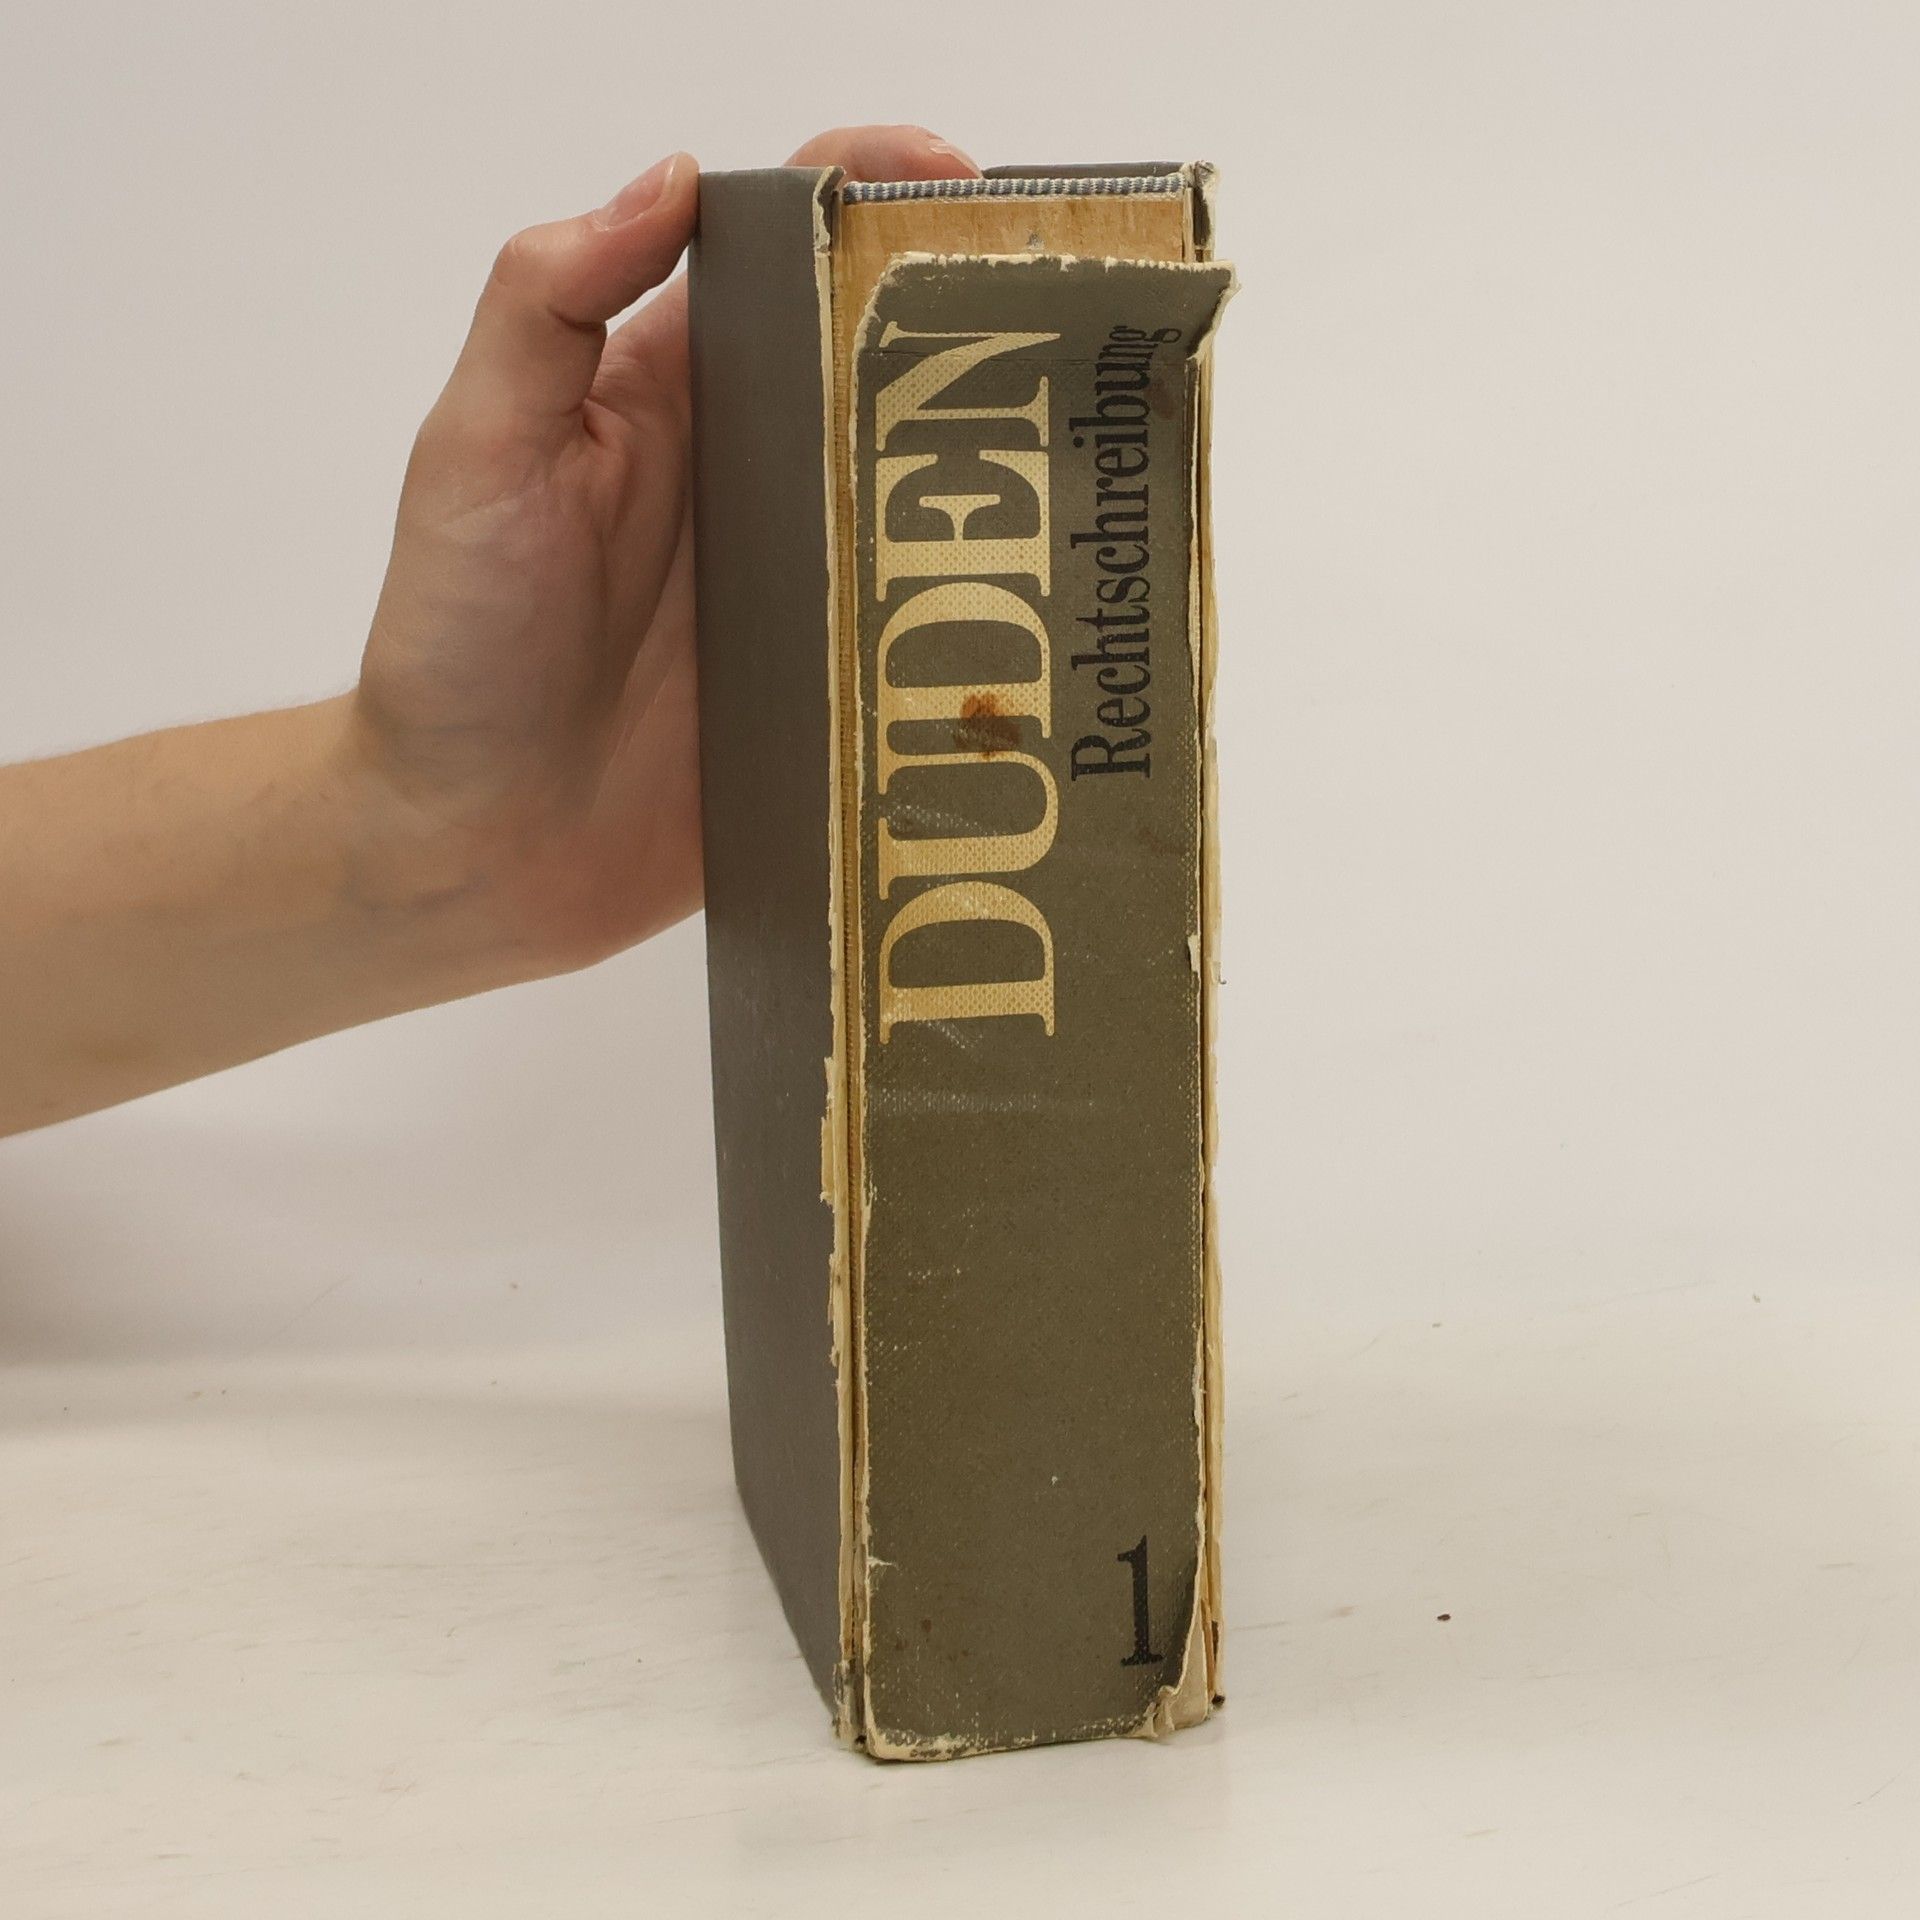 DUDEN
Rechtschreibung
1